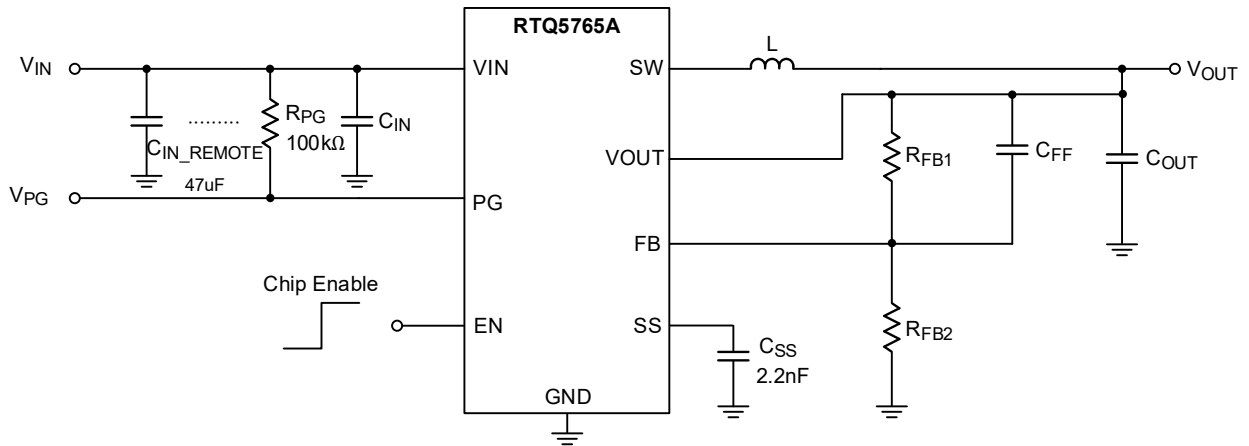 RTQ5765A
L
VIN
VIN
SW
VOUT
RPG
100kΩ
CIN
CIN_REMOTE
.........
47uF
VOUT
RFB1
CFF
COUT
VPG
PG
FB
Chip Enable
EN
SS
CSS
2.2nF
RFB2
GND